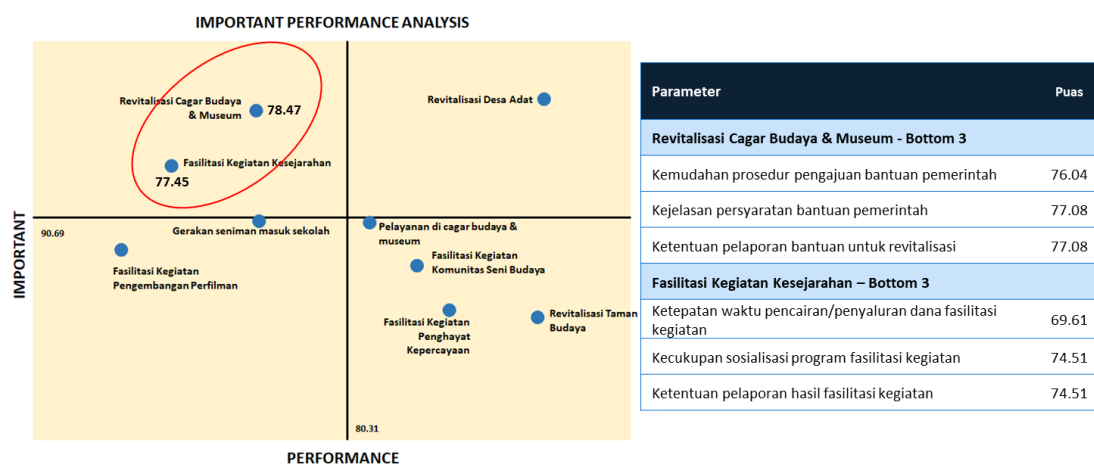 IMPORTANT PERFORMANCE ANALYSIS
Revitalisasi Cagar Budaya
& Museum
78.47
Revitalisasi Desa Adat
Fasilitasi Kegiatan Kesejarahan
77.45
IMPORTANT
90.69
Gerakan seniman masuk sekolah
Pelayanan di cagar budaya &
museum
Fasilitasi Kegiatan
Pengembangan Perfilman
Fasilitasi Kegiatan
Komunitas Seni Budaya
Fasilitasi Kegiatan
Penghayat
Kepercayaan
Revitalisasi Taman
Budaya
80.31
PERFORMANCE
Parameter Puas
Revitalisasi Cagar Budaya & Museum - Bottom 3
Kemudahan prosedur pengajuan bantuan pemerintah 76.04
Kejelasan persyaratan bantuan pemerintah 77.08
Ketentuan pelaporan bantuan untuk revitalisasi 77.08
Fasilitasi Kegiatan Kesejarahan – Bottom 3
Ketepatan waktu pencairan/penyaluran dana fasilitasi
kegiatan 69.61
Kecukupan sosialisasi program fasilitasi kegiatan 74.51
Ketentuan pelaporan hasil fasilitasi kegiatan 74.51